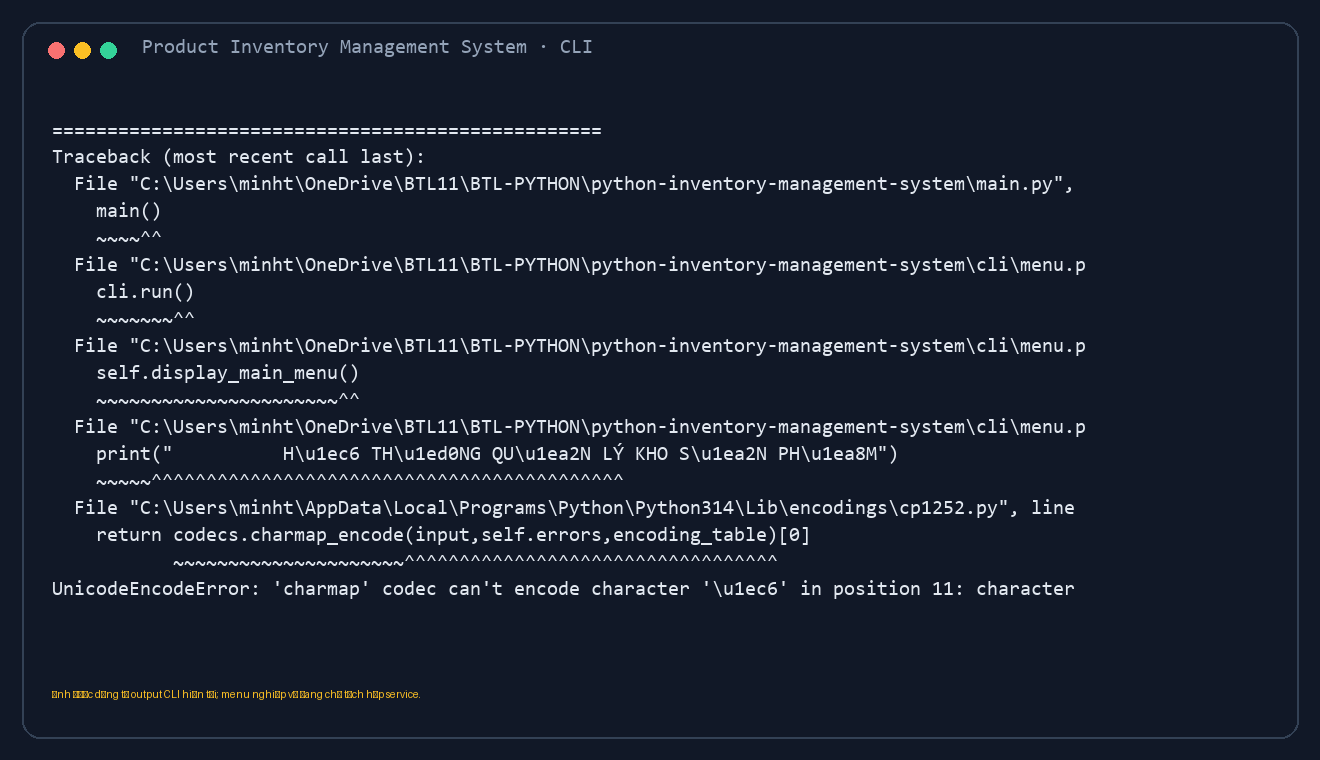 Product Inventory Management System · CLI
==================================================
Traceback (most recent call last):
File "C:\Users\minht\OneDrive\BTL11\BTL-PYTHON\python-inventory-management-system\main.py",
main()
~~~~^^
File "C:\Users\minht\OneDrive\BTL11\BTL-PYTHON\python-inventory-management-system\cli\menu.p
cli.run()
~~~~~~~^^
File "C:\Users\minht\OneDrive\BTL11\BTL-PYTHON\python-inventory-management-system\cli\menu.p
self.display_main_menu()
~~~~~~~~~~~~~~~~~~~~~~^^
File "C:\Users\minht\OneDrive\BTL11\BTL-PYTHON\python-inventory-management-system\cli\menu.p
print("          H\u1ec6 TH\u1ed0NG QU\u1ea2N LÝ KHO S\u1ea2N PH\u1ea8M")
~~~~~^^^^^^^^^^^^^^^^^^^^^^^^^^^^^^^^^^^^^^^^^^^
File "C:\Users\minht\AppData\Local\Programs\Python\Python314\Lib\encodings\cp1252.py", line
return codecs.charmap_encode(input,self.errors,encoding_table)[0]
~~~~~~~~~~~~~~~~~~~~~^^^^^^^^^^^^^^^^^^^^^^^^^^^^^^^^^^
UnicodeEncodeError: 'charmap' codec can't encode character '\u1ec6' in position 11: character
output CLI menu service.